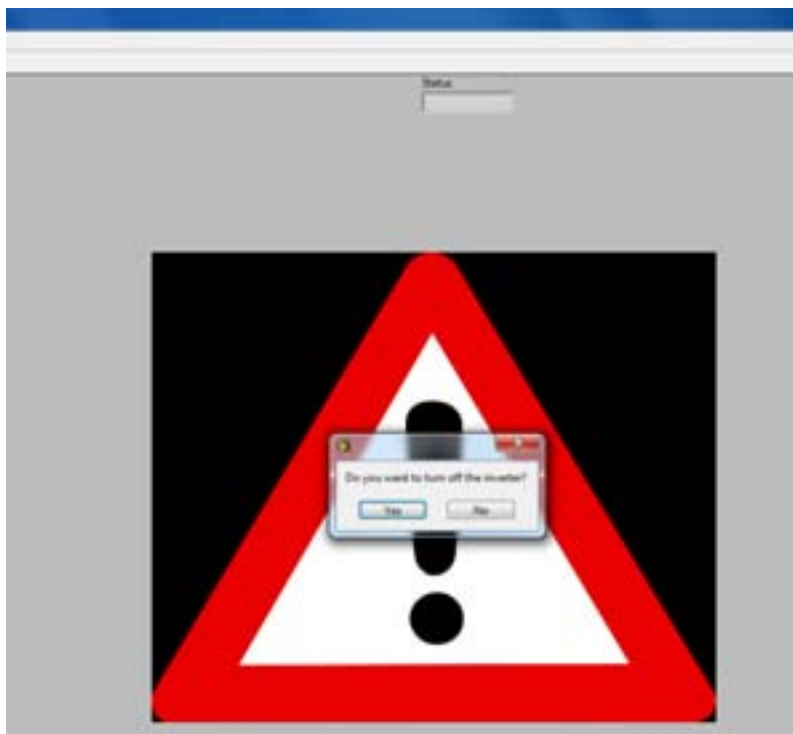 Status
Do you want to turn off the inverter?
Yes
No